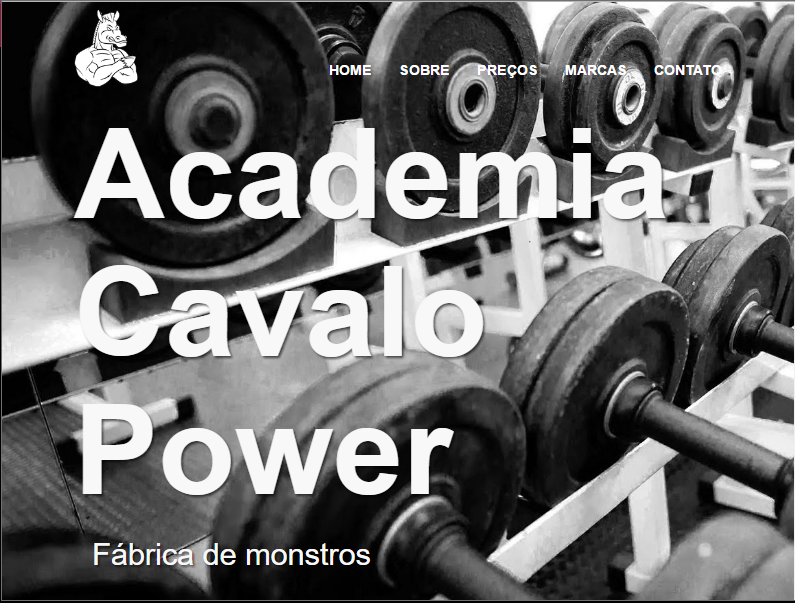 HOME SOBRE PREÇOS MARCAS CONTATO
Academia
Cavalo
Power
Fábrica de monstros